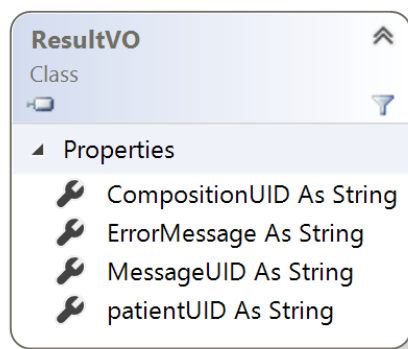 ResultVO
Class
Properties
CompositionUID As String
ErrorMessage As String
MessageUID As String
patientUID As String